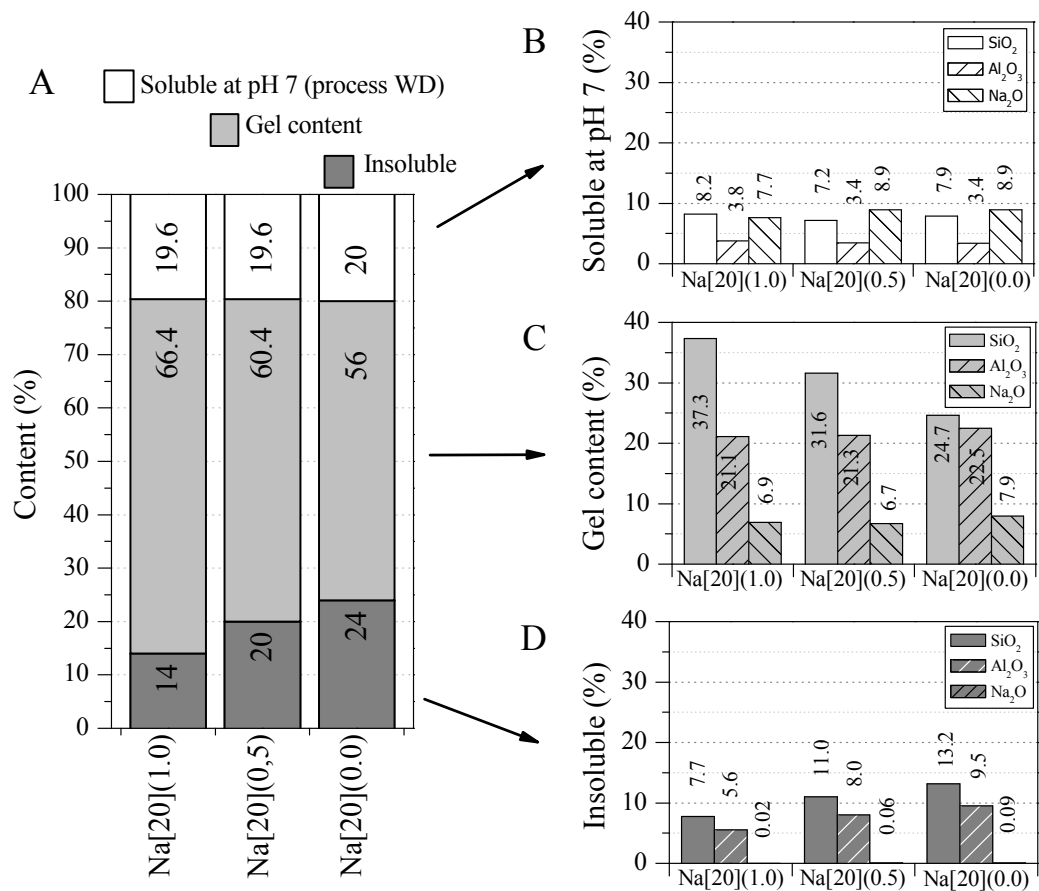 A
Soluble at pH 7 (process WD)
Gel content
Insoluble
Content (%)
100
90
80
70
60
50
40
30
20
10
0
19.6
19.6
20
66.4
60.4
56
14
20
24
Na[20](1.0)
Na[20](0,5)
Na[20](0.0)
B
Soluble at pH 7 (%)
40
30
20
10
0
SiO₂
Al₂O₃
Na₂O
8.2
3.8
7.7
7.2
3.4
8.9
7.9
3.4
8.9
Na[20](1.0)
Na[20](0.5)
Na[20](0.0)
C
Gel content (%)
40
30
20
10
0
SiO₂
Al₂O₃
Na₂O
37.3
21.1
6.9
31.6
21.3
6.7
24.7
22.5
7.9
Na[20](1.0)
Na[20](0.5)
Na[20](0.0)
D
Insoluble (%)
40
30
20
10
0
SiO₂
Al₂O₃
Na₂O
7.7
5.6
0.02
11.0
8.0
0.06
13.2
9.5
0.09
Na[20](1.0)
Na[20](0.5)
Na[20](0.0)